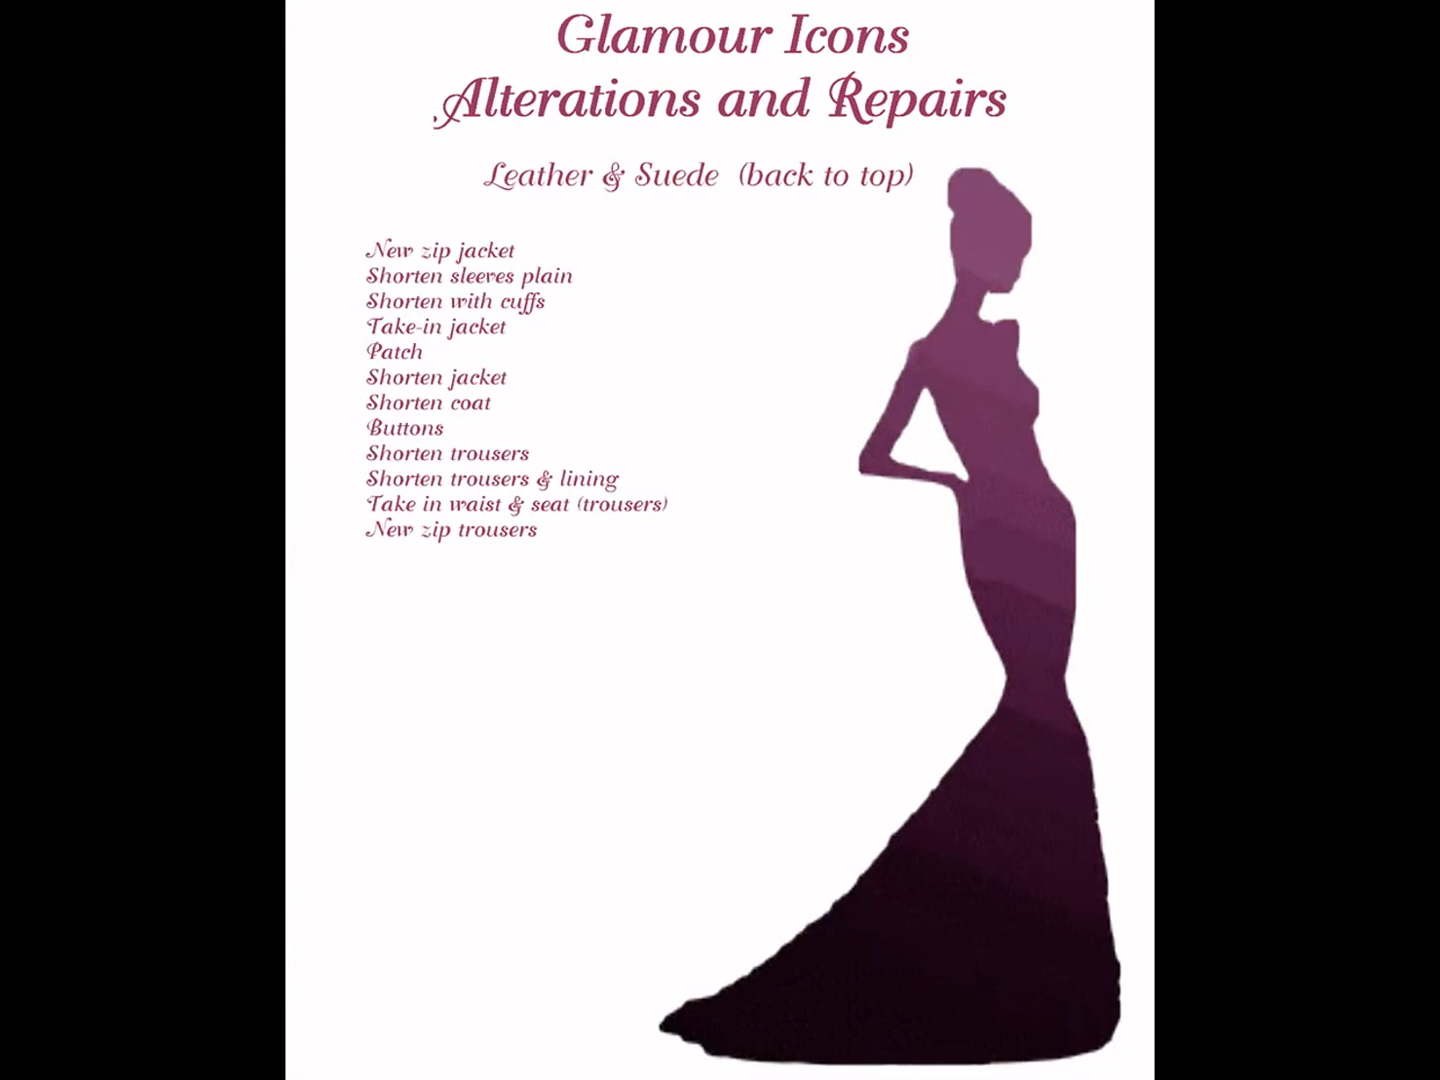 Glamour Icons
Alterations and Repairs
Leather & Suede (back to top)
New zip jacket
Shorten sleeves plain
Shorten with cuffs
Take-in jacket
Patch
Shorten jacket
Shorten coat
Buttons
Shorten trousers
Shorten trousers & lining
Take in waist & seat (trousers)
New zip trousers